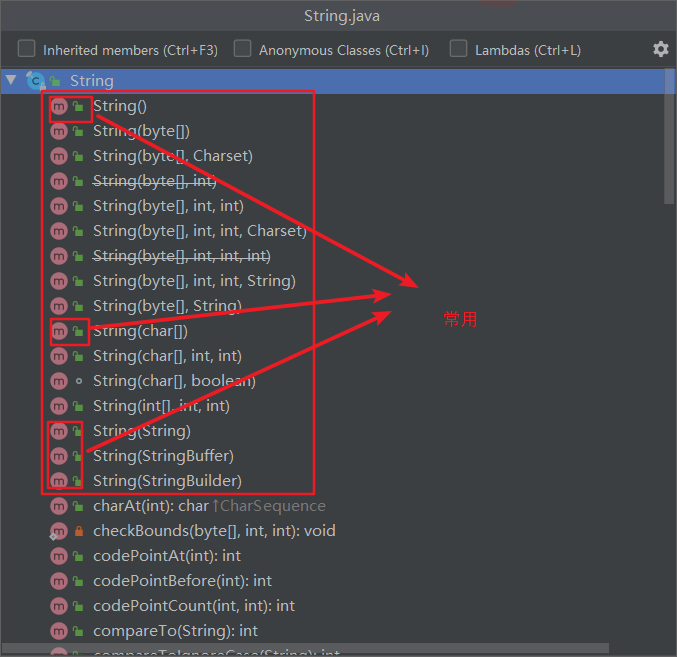 String.java
Inherited members (Ctrl+F3) Anonymous Classes (Ctrl+I) Lambdas (Ctrl+L)
String
String()
String(byte[])
String(byte[], Charset)
String(byte[], int)
String(byte[], int, int)
String(byte[], int, int, Charset)
String(byte[], int, int, int)
String(byte[], int, int, String)
String(byte[], String)
常用
String(char[])
String(char[], int, int)
String(char[], boolean)
String(int[], int, int)
String(String)
String(StringBuffer)
String(StringBuilder)
charAt(int): char ↑CharSequence
checkBounds(byte[], int, int): void
codePointAt(int): int
codePointBefore(int): int
codePointCount(int, int): int
compareTo(String): int
compareToIgnoreCase(String): int